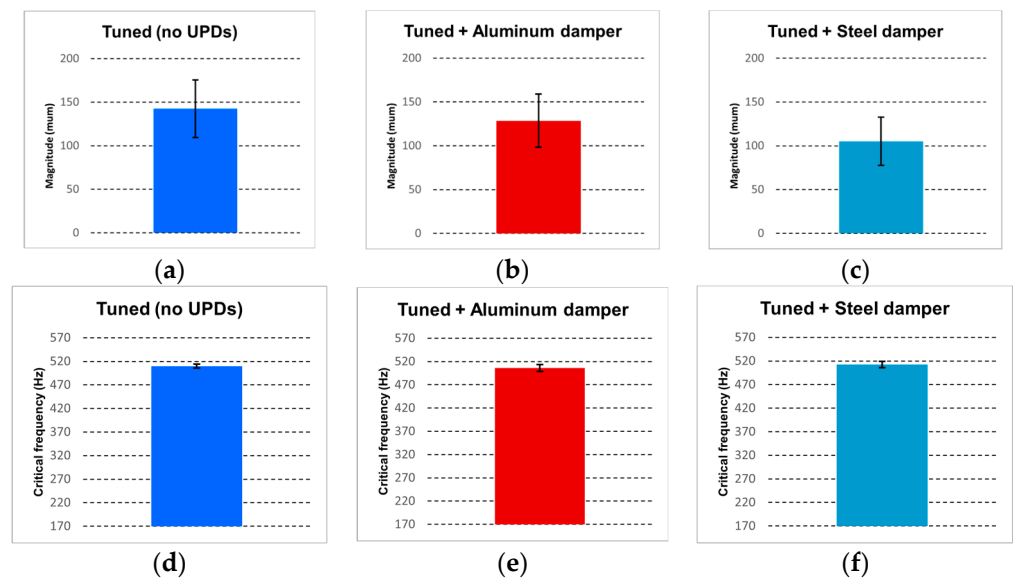 Tuned (no UPDs)
Magnitude (mum)
200
150
100
50
0
(a)
Tuned + Aluminum damper
Magnitude (mum)
200
150
100
50
0
(b)
Tuned + Steel damper
Magnitude (mum)
200
150
100
50
0
(c)
Tuned (no UPDs)
Critical frequency (Hz)
570
520
470
420
370
320
270
220
170
(d)
Tuned + Aluminum damper
Critical frequency (Hz)
570
520
470
420
370
320
270
220
170
(e)
Tuned + Steel damper
Critical frequency (Hz)
570
520
470
420
370
320
270
220
170
(f)